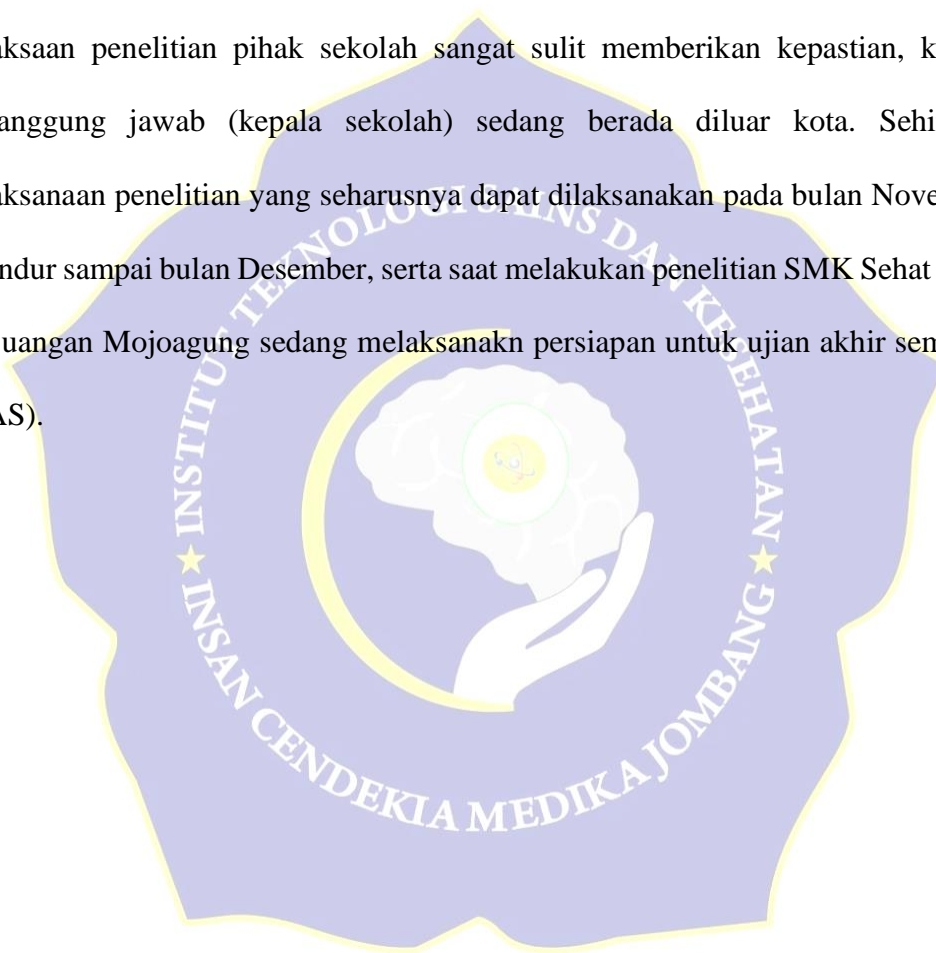 aksaan penelitian pihak sekolah sangat sulit memberikan kepastian, k
anggung jawab (kepala sekolah) sedang berada diluar kota. Sehi
aksanaan penelitian yang seharusnya dapat dilaksanakan pada bulan Nove
ndur sampai bulan Desember, serta saat melakukan penelitian SMK Sehat
uangan Mojoagung sedang melaksanakn persiapan untuk ujian akhir sem
AS).
INSTITUT TEKNOLOGI SAINS DAN KESEHATAN
INSAN CENDEKIA MEDIKA JOMBANG